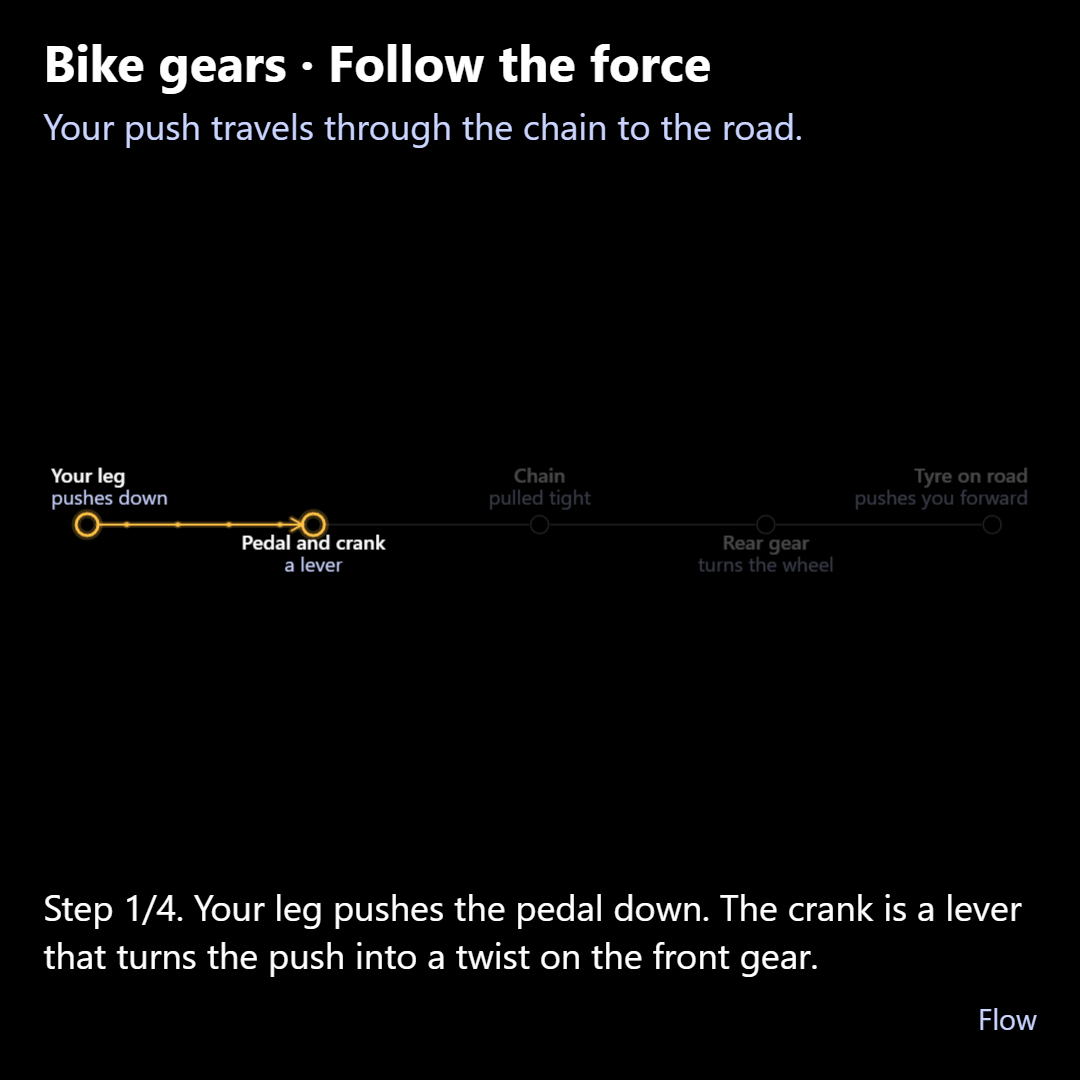 Bike gears · Follow the force
Your push travels through the chain to the road.
Your leg
pushes down
Pedal and crank
a lever
Chain
pulled tight
Rear gear
turns the wheel
Tyre on road
pushes you forward
Step 1/4. Your leg pushes the pedal down. The crank is a lever
that turns the push into a twist on the front gear.
Flow